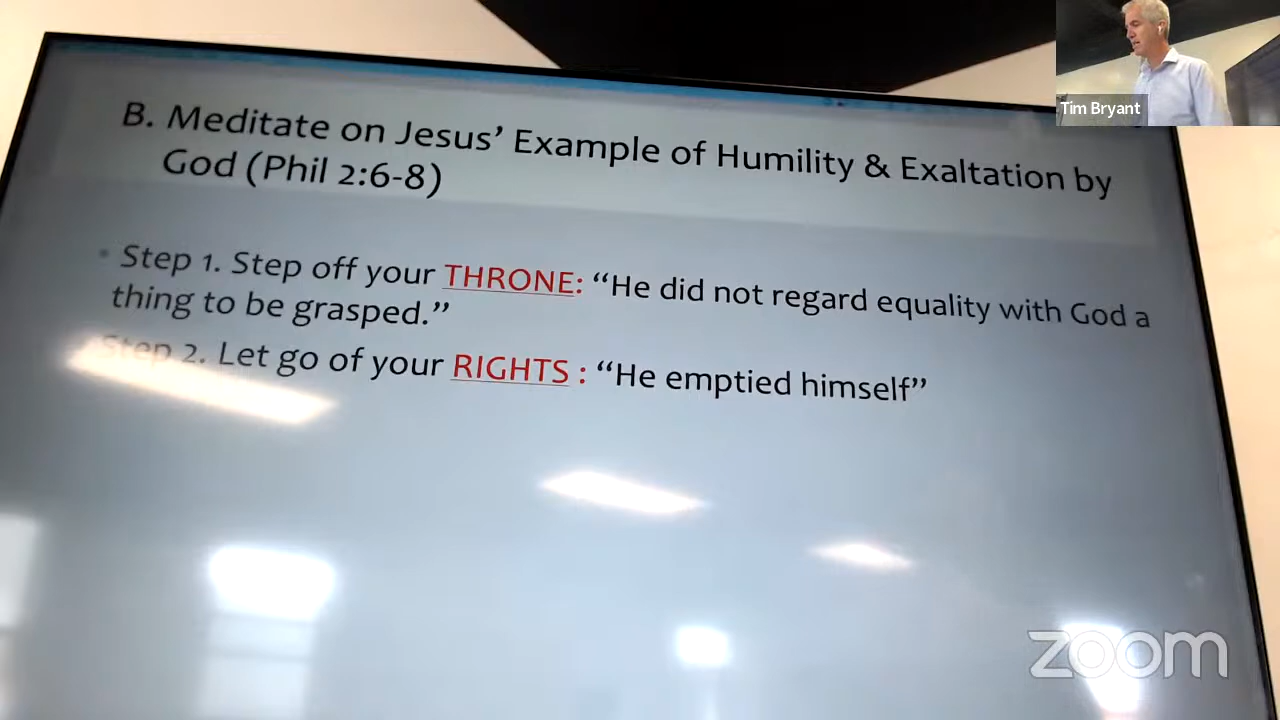 Tim Bryant
B. Meditate on Jesus’ Example of Humility & Exaltation by
God (Phil 2:6-8)
• Step 1. Step off your THRONE: “He did not regard equality with God a
thing to be grasped.”
Step 2. Let go of your RIGHTS : “He emptied himself”
zoom